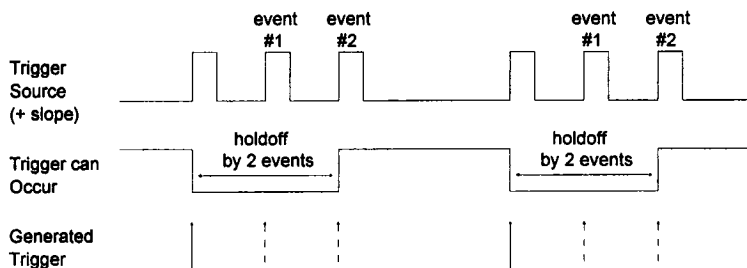 event
#1
event
#2
event
#1
event
#2
Trigger
Source
(+ slope)
holdoff
by 2 events
holdoff
by 2 events
Trigger can
Occur
Generated
Trigger